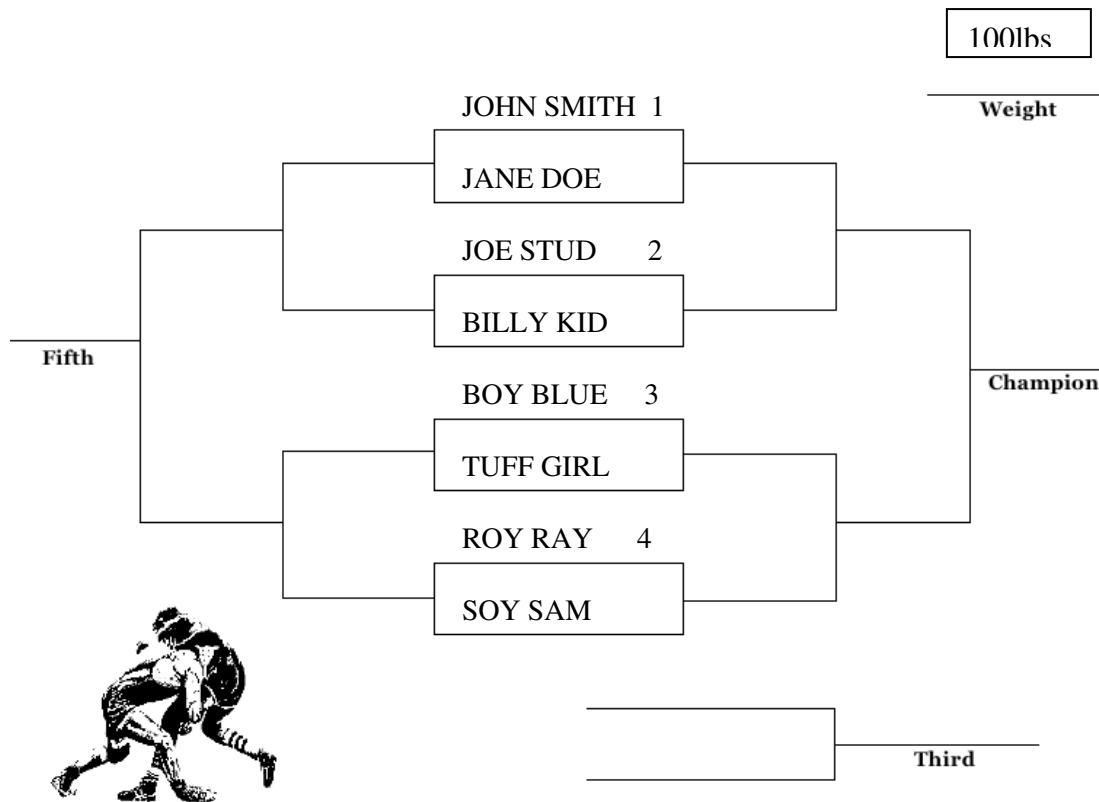 100lbs
Weight
JOHN SMITH 1
JANE DOE
JOE STUD 2
BILLY KID
Fifth
Champion
BOY BLUE 3
TUFF GIRL
ROY RAY 4
SOY SAM
Third